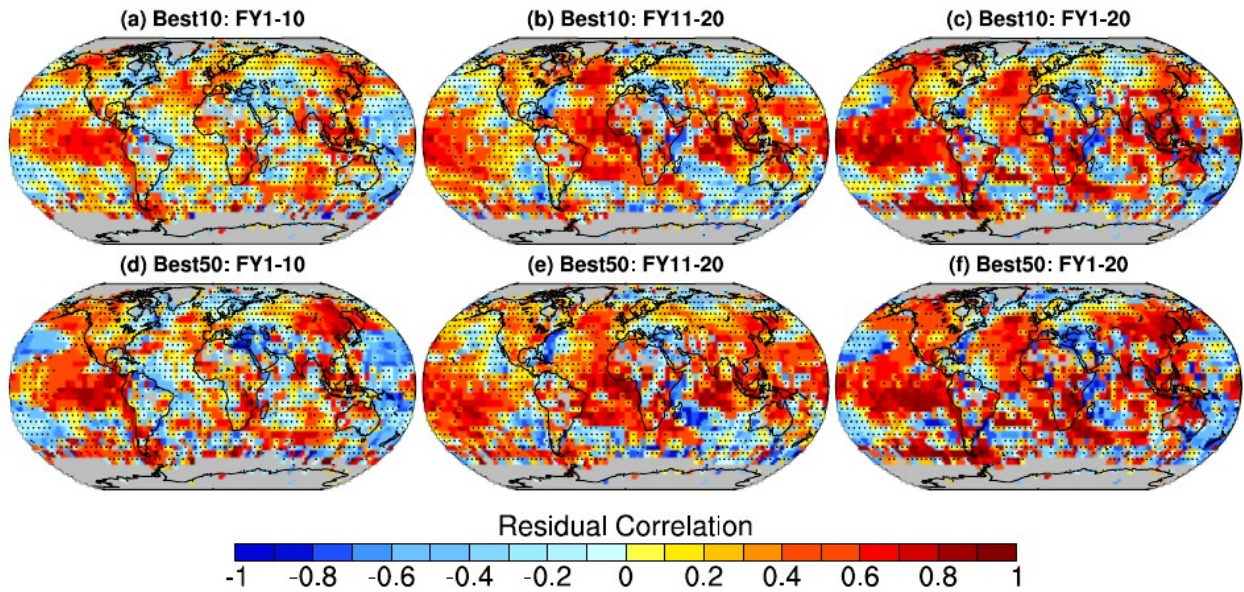 (a) Best10: FY1-10
(b) Best10: FY11-20
(c) Best10: FY1-20
(d) Best50: FY1-10
(e) Best50: FY11-20
(f) Best50: FY1-20
Residual Correlation
-1 -0.8 -0.6 -0.4 -0.2 0 0.2 0.4 0.6 0.8 1